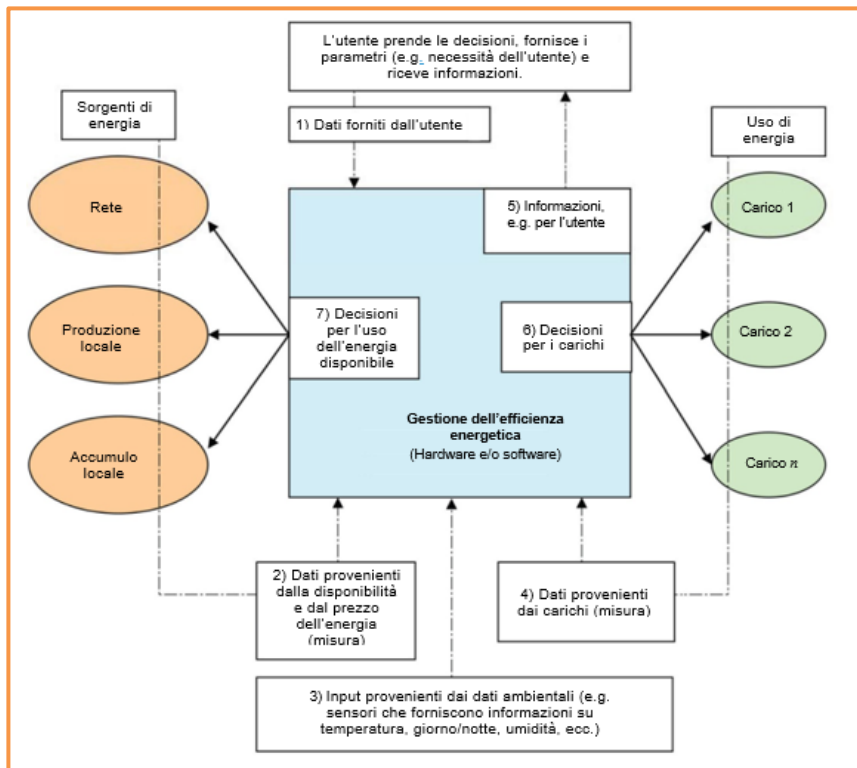 L'utente prende le decisioni, fornisce i
parametri (e.g. necessità dell'utente) e
riceve informazioni.
Sorgenti di
energia
1) Dati forniti dall'utente
Uso di
energia
Rete
5) Informazioni,
e.g. per l'utente
Carico 1
Produzione
locale
7) Decisioni
per l'uso
dell'energia
disponibile
6) Decisioni
per i carichi
Carico 2
Gestione dell'efficienza
energetica
(Hardware e/o software)
Accumulo
locale
Carico n
2) Dati provenienti
dalla disponibilità
e dal prezzo
dell'energia
(misura)
4) Dati provenienti
dai carichi (misura)
3) Input provenienti dai dati ambientali (e.g.
sensori che forniscono informazioni su
temperatura, giorno/notte, umidità, ecc.)